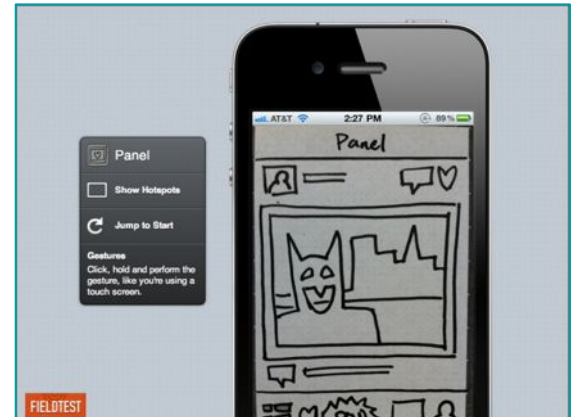 AT&T 2:27 PM 89%
Panel
Panel
Show Hotspots
Jump to Start
Gestures
Click, hold and perform the
gesture, like you're using a
touch screen.
FIELDTEST